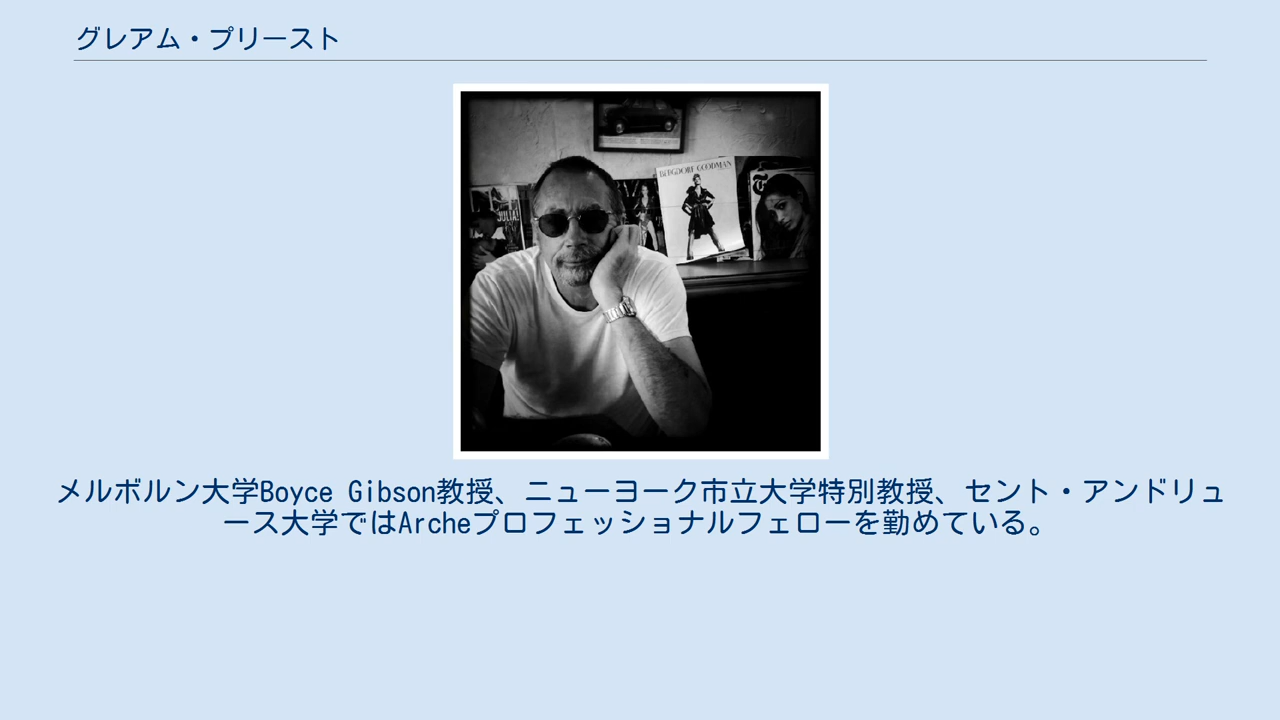 グレアム・プリースト
BERGDORF GOODMAN
JULIA!
T
メルボルン大学Boyce Gibson教授、ニューヨーク市立大学特別教授、セント・アンドリュ
ース大学ではArcheプロフェッショナルフェローを勤めている。